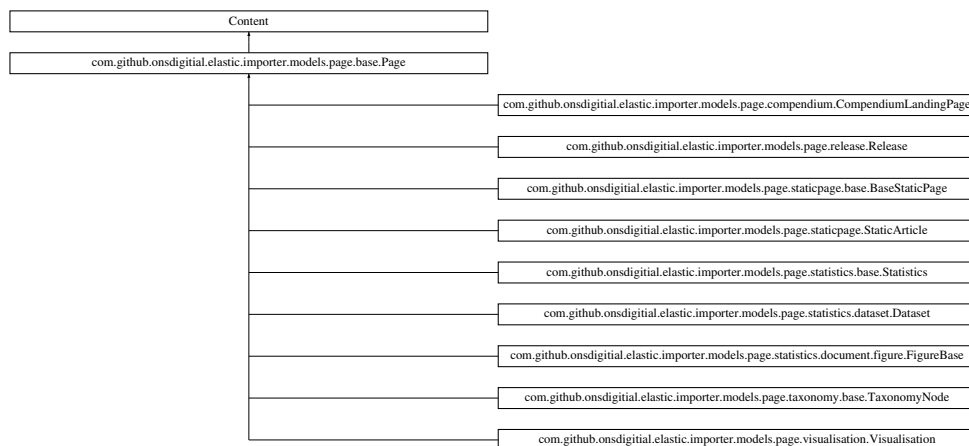 Content
com.github.onsdigitial.elastic.importer.models.page.base.Page
com.github.onsdigitial.elastic.importer.models.page.compendium.CompendiumLandingPage
com.github.onsdigitial.elastic.importer.models.page.release.Release
com.github.onsdigitial.elastic.importer.models.page.staticpage.base.BaseStaticPage
com.github.onsdigitial.elastic.importer.models.page.staticpage.StaticArticle
com.github.onsdigitial.elastic.importer.models.page.statistics.base.Statistics
com.github.onsdigitial.elastic.importer.models.page.statistics.dataset.Dataset
com.github.onsdigitial.elastic.importer.models.page.statistics.document.figure.FigureBase
com.github.onsdigitial.elastic.importer.models.page.taxonomy.base.TaxonomyNode
com.github.onsdigitial.elastic.importer.models.page.visualisation.Visualisation